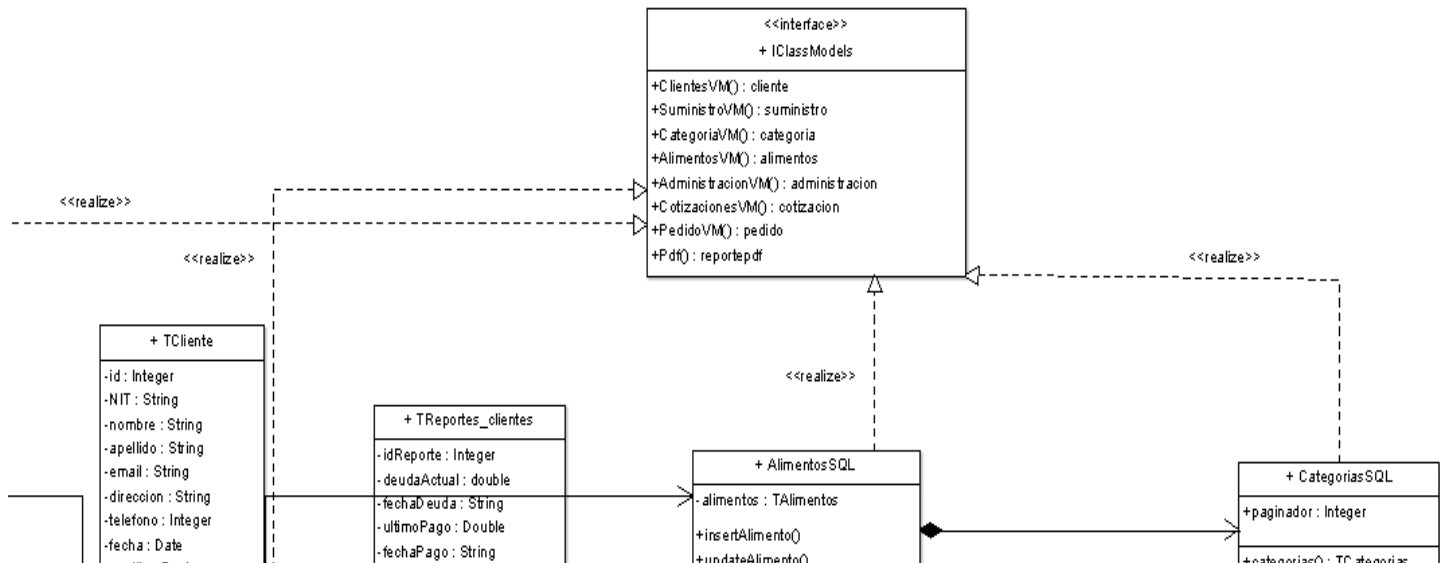 <<interface>>
+ IClassModels
+ClientesVM() : cliente
+SuministroVM() : suministro
+CategoriaVM() : categoria
+AlimentosVM() : alimentos
+AdministracionVM() : administracion
+CotizacionesVM() : cotizacion
+PedidoVM() : pedido
+Pdf() : reportepdf
<<realize>>
<<realize>>
<<realize>>
<<realize>>
+ TCliente
-id : Integer
-NIT : String
-nombre : String
-apellido : String
-email : String
-direccion : String
-telefono : Integer
-fecha : Date
+ TReportes_clientes
-idReporte : Integer
-deudaActual : double
-fechaDeuda : String
-ultimoPago : Double
-fechaPago : String
+ AlimentosSQL
-alimentos : TAlimentos
+insertAlimento()
+updateAlimento()
+ CategoriasSQL
+paginador : Integer
+categorias() : TCategorias